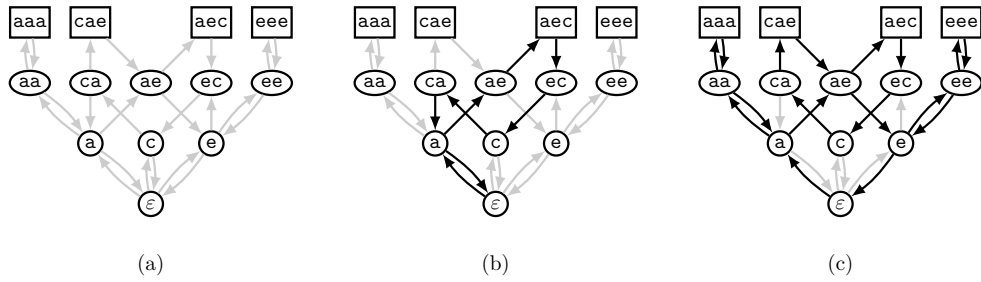 aaa cae aec eee aaa cae aec eee aaa cae aec eee
aa ca ae ec ee aa ca ae ec ee aa ca ae ec ee
a c e a c e a c e
ε ε ε
(a) (b) (c)